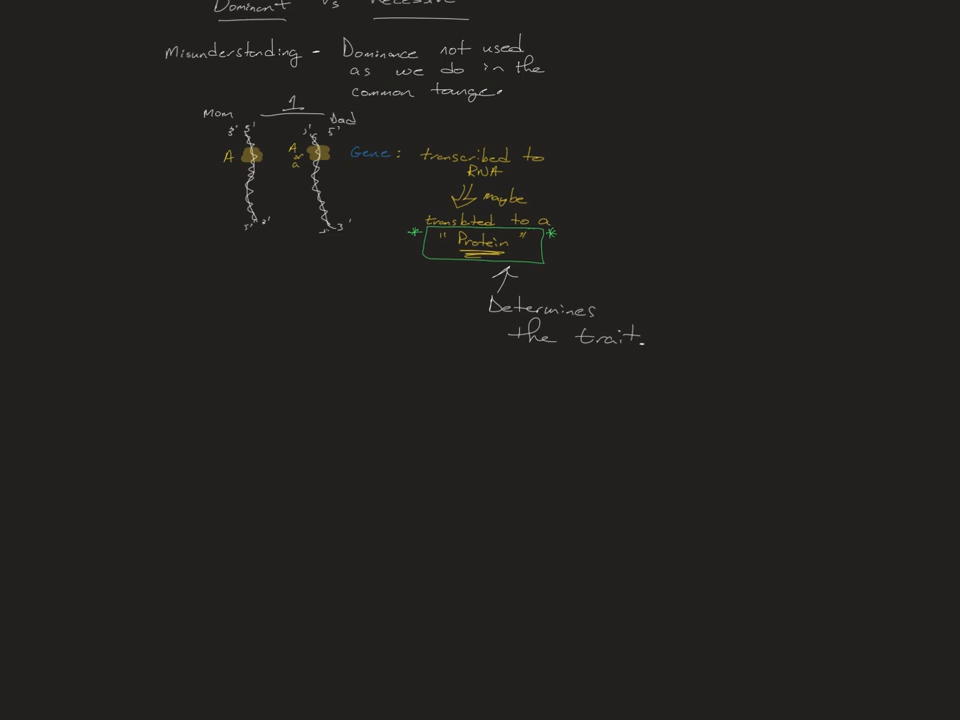 Dominant vs Recessive
Misunderstanding - Dominance not used
as we do in the
common tounge.
1
Mom
Dad
3' 5'
5'
A
A
or
a
Gene: transcribed to
RNA
maybe
translated to a
* "Protein" *
3'
Determines
the trait.